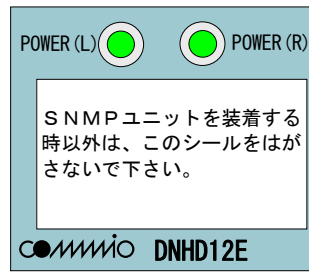 POWER(L) POWER(R)
SNMPユニットを装着する
時以外は、このシールをはが
さないで下さい。
commio DNHD12E